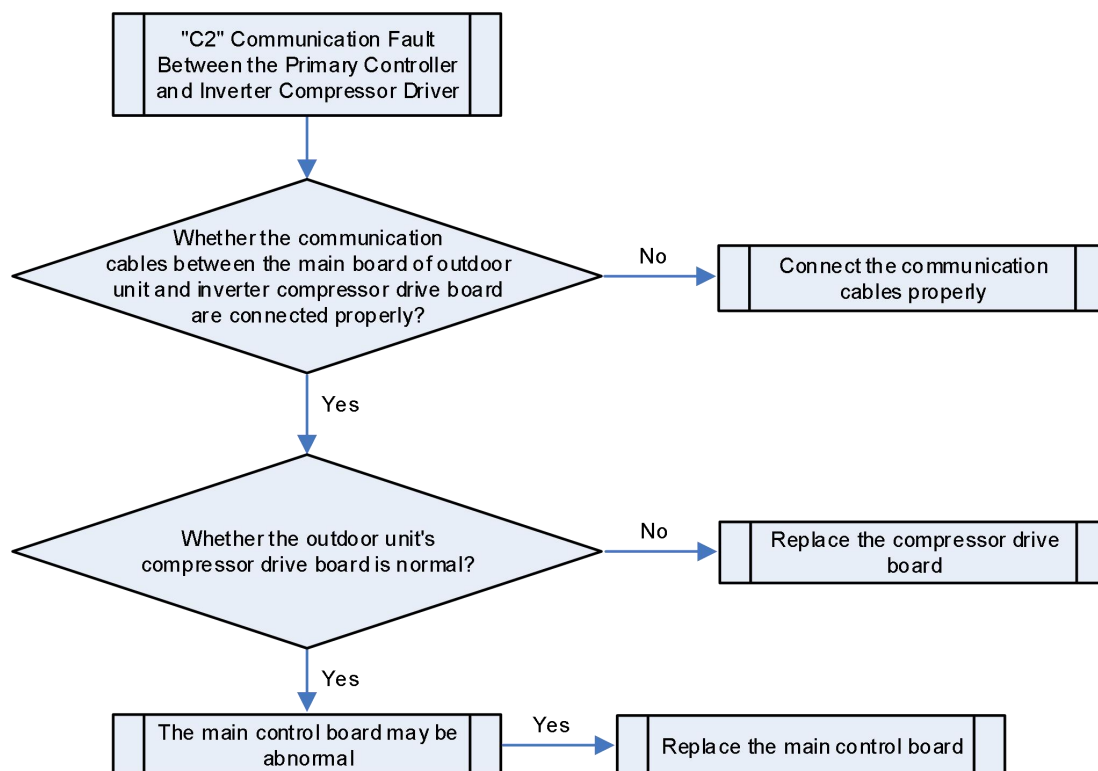 "C2" Communication Fault
Between the Primary Controller
and Inverter Compressor Driver
Whether the communication
cables between the main board of outdoor
unit and inverter compressor drive board
are connected properly?
No
Connect the communication
cables properly
Yes
Whether the outdoor unit's
compressor drive board is normal?
No
Replace the compressor drive
board
Yes
The main control board may be
abnormal
Yes
Replace the main control board